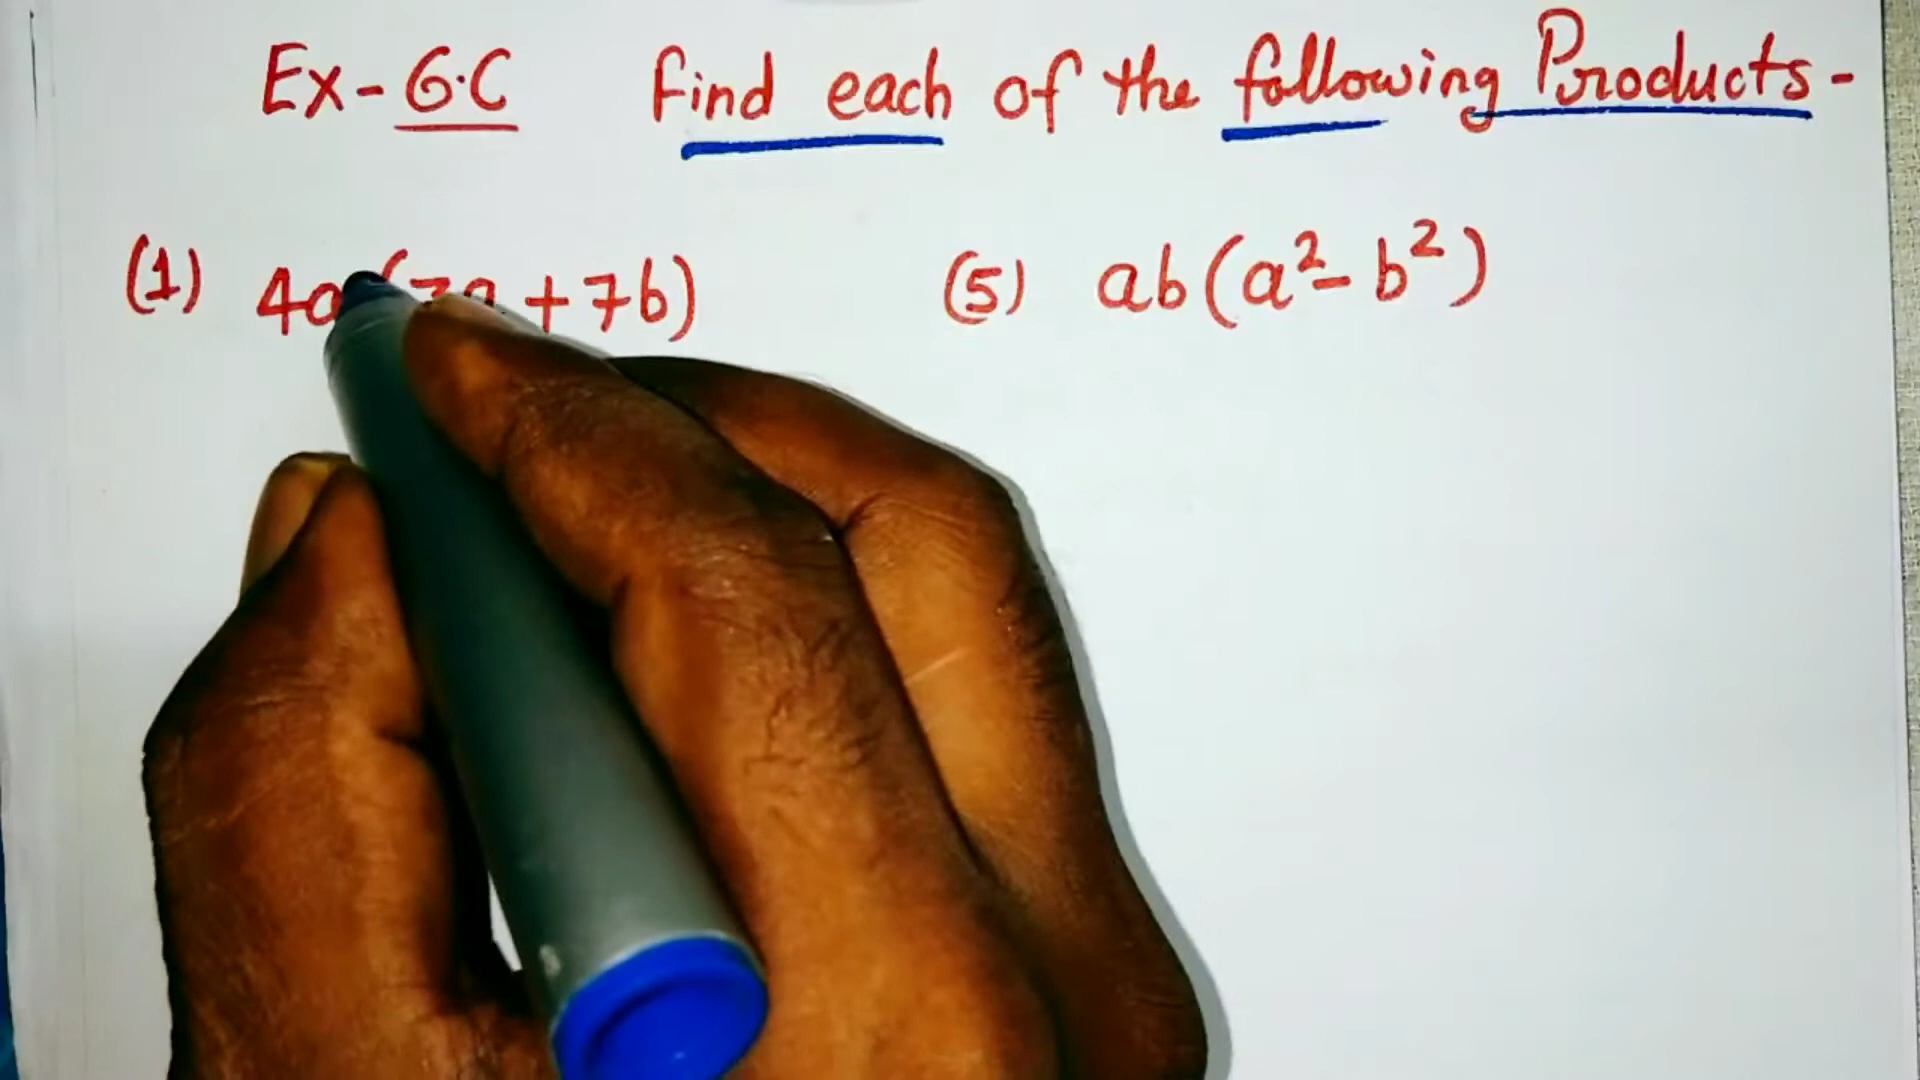 Ex-6.C Find each of the following Products-
(1) 4a( + 7b) (5) ab(a²- b²)